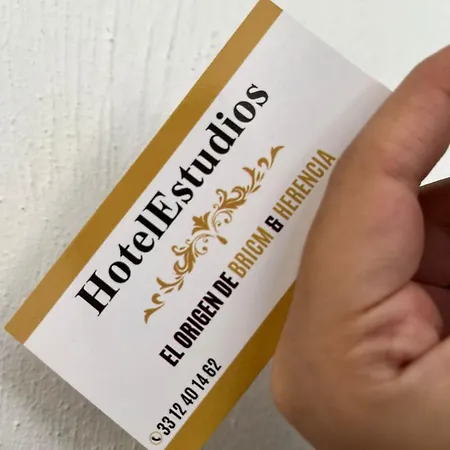 HotelEstudios
EL ORIGEN DE BRICM & HERENCIA
33 12 40 14 62